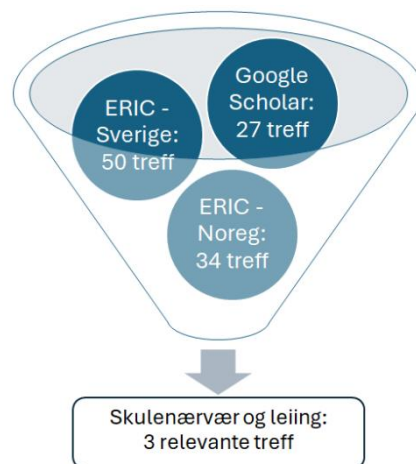 ERIC -
Sverige:
50 treff
Google
Scholar:
27 treff
ERIC -
Noreg:
34 treff
Skulenærvær og leiing:
3 relevante treff